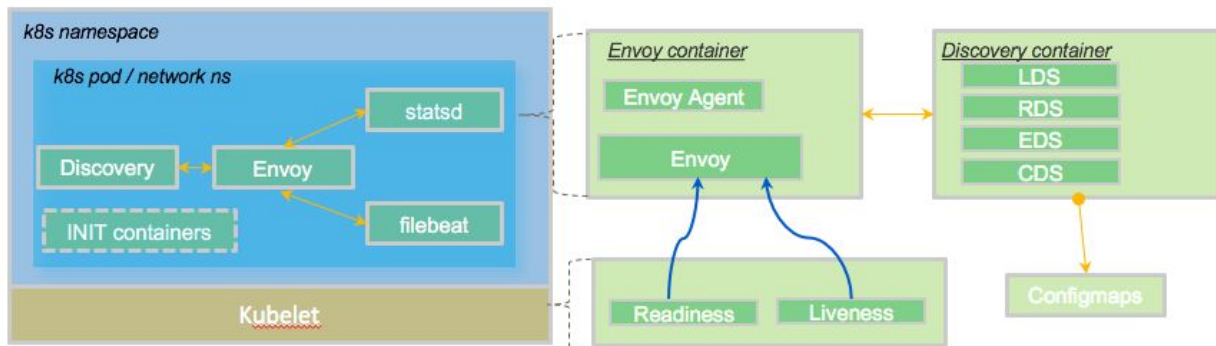 k8s namespace
k8s pod / network ns
statsd
Discovery
Envoy
INIT containers
filebeat
Kubelet
Envoy container
Envoy Agent
Envoy
Readiness
Liveness
Discovery container
LDS
RDS
EDS
CDS
Configmaps